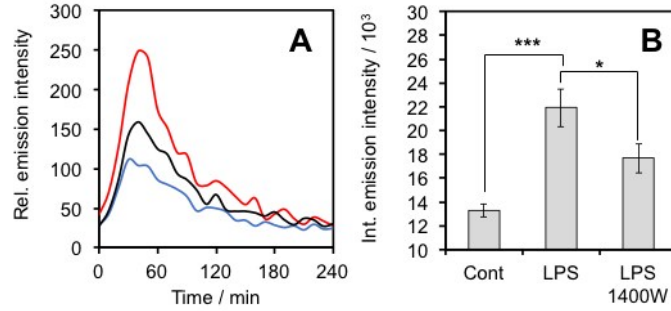 300
250
200
150
100
50
0
0
60
120
180
240
Rel. emission intensity
Time / min
A
30
28
26
24
22
20
18
16
14
12
10
Int. emission intensity / 10³
B
***
*
Cont
LPS
LPS
1400W